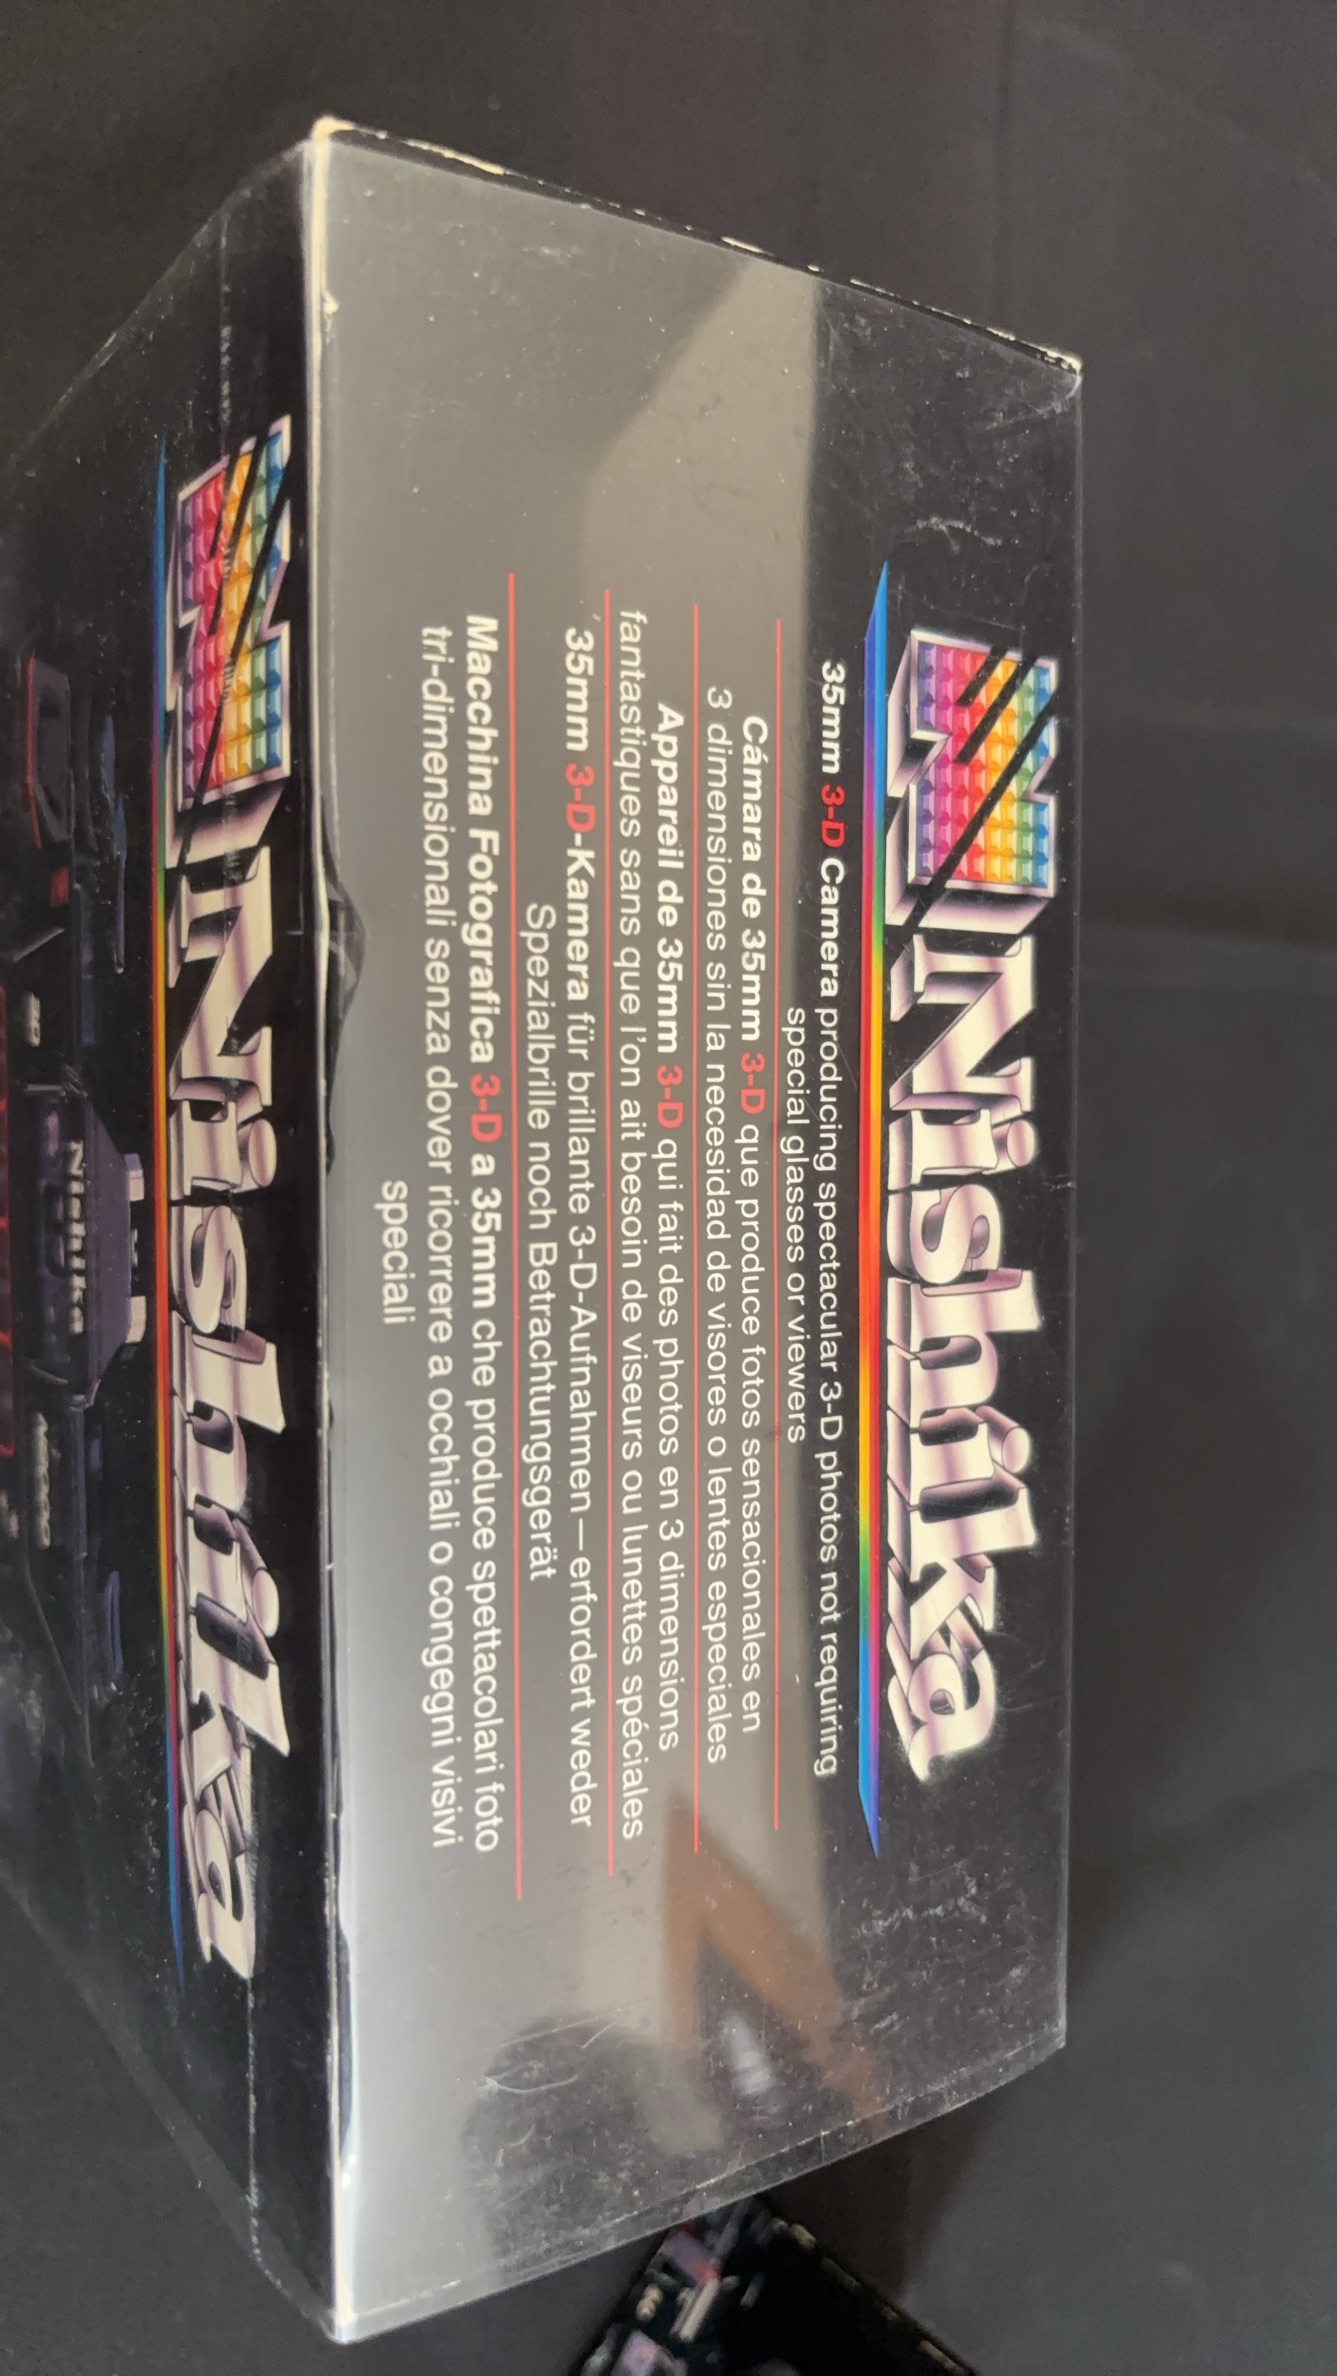 Nishika
35mm 3-D Camera producing spectacular 3-D photos not requiring
special glasses or viewers
Cámara de 35mm 3-D que produce fotos sensacionales en
3 dimensiones sin la necesidad de visores o lentes especiales
Appareil de 35mm 3-D qui fait des photos en 3 dimensions
fantastiques sans que l'on ait besoin de viseurs ou lunettes spéciales
35mm 3-D-Kamera für brillante 3-D-Aufnahmen—erfordert weder
Spezialbrille noch Betrachtungsgerät
Macchina Fotografica 3-D a 35mm che produce spettacolari foto
tri-dimensionali senza dover ricorrere a occhiali o congegni visivi
speciali
Nishika
Nishika